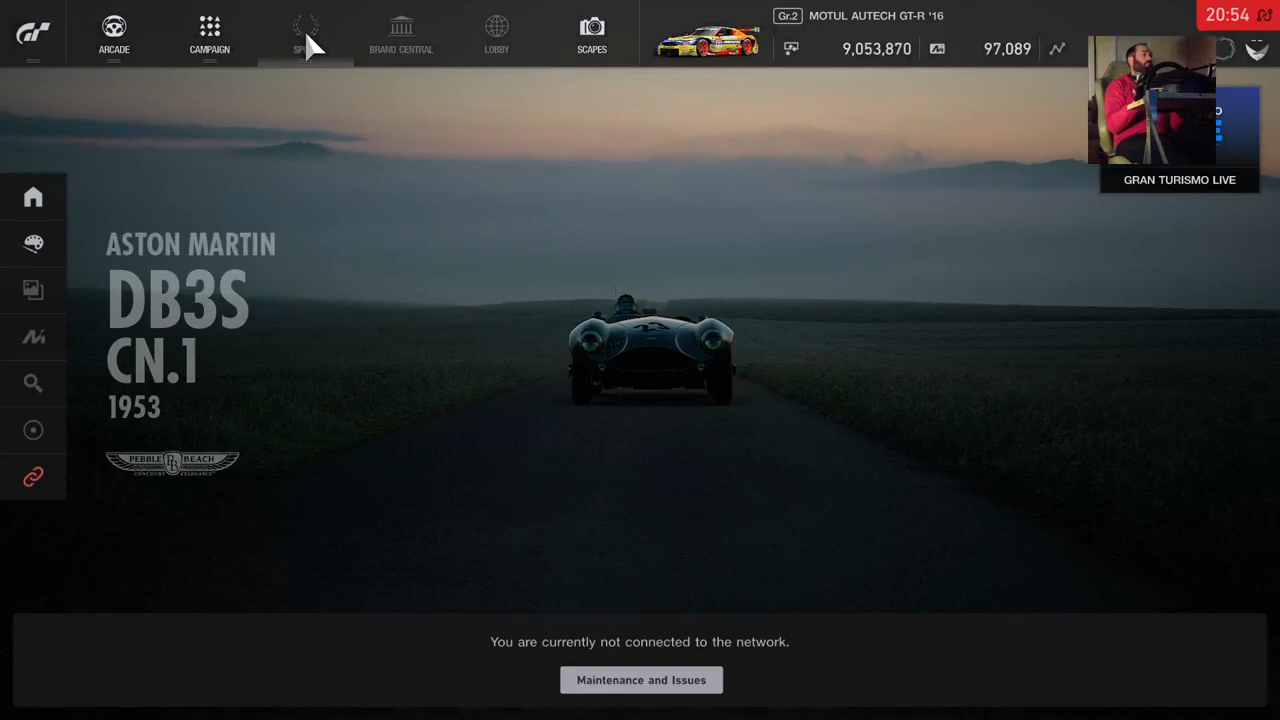 ARCADE
CAMPAIGN
BRAND CENTRAL
LOBBY
SCAPES
Gr.2 MOTUL AUTECH GT-R '16
9,053,870
97,089
20:54
GRAN TURISMO LIVE
ASTON MARTIN
DB3S
CN.1
1953
PEBBLE BEACH
You are currently not connected to the network.
Maintenance and Issues